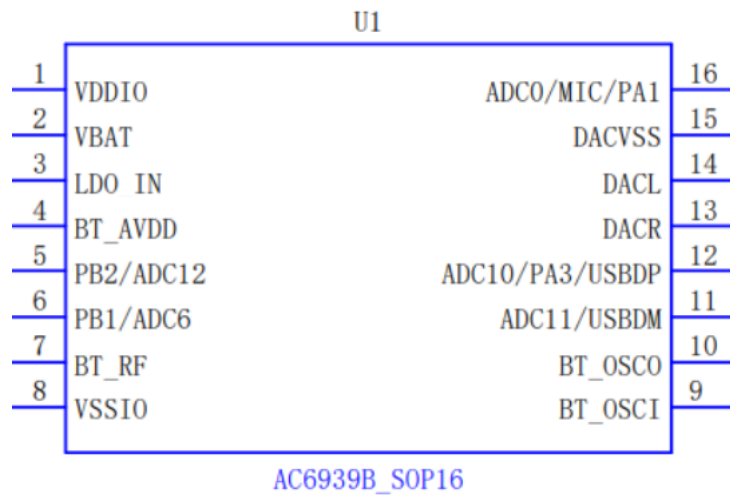 U1
1 VDDIO ADC0/MIC/PA1 16
2 VBAT DACVSS 15
3 LDO IN DACL 14
4 BT_AVDD DACR 13
5 PB2/ADC12 ADC10/PA3/USBDP 12
6 PB1/ADC6 ADC11/USBDM 11
7 BT_RF BT_OSCO 10
8 VSSIO BT_OSCI 9
AC6939B_SOP16